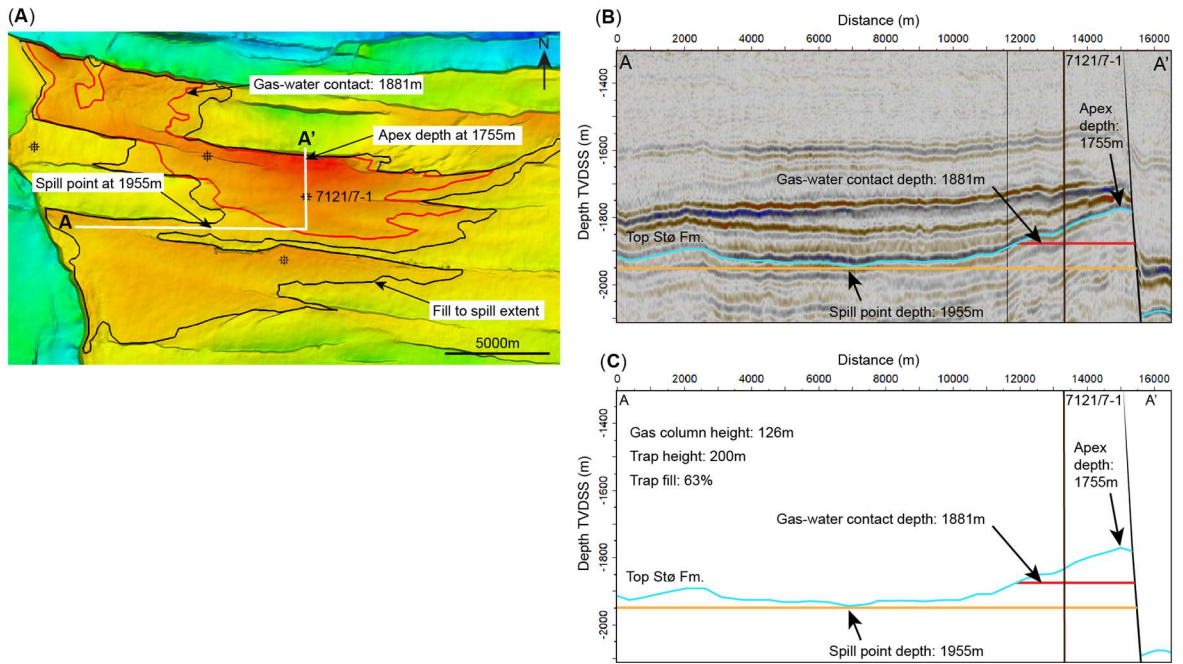 (A)
N
Gas-water contact: 1881m
A'
Apex depth at 1755m
Spill point at 1955m
7121/7-1
A
Fill to spill extent
5000m
(B)
Distance (m)
0 2000 4000 6000 8000 10000 12000 14000 16500
A
7121/7-1
A'
Depth TVDSS (m)
-1400
-1600
-1800
-2000
Apex
depth:
1755m
Gas-water contact depth: 1881m
Top Stø Fm.
Spill point depth: 1955m
(C)
Distance (m)
0 2000 4000 6000 8000 10000 12000 14000 16000
A
7121/7-1
A'
Depth TVDSS (m)
-1400
-1600
-1800
-2000
Gas column height: 126m
Trap height: 200m
Trap fill: 63%
Apex
depth:
1755m
Gas-water contact depth: 1881m
Top Stø Fm.
Spill point depth: 1955m